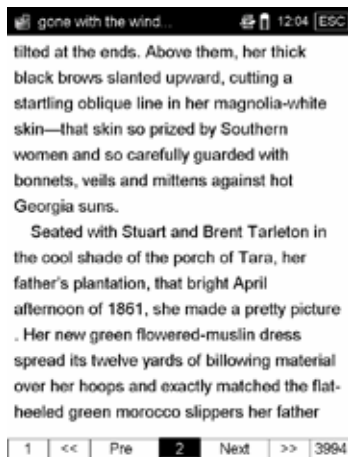 gone with the wind... 12:04 ESC
tilted at the ends. Above them, her thick
black brows slanted upward, cutting a
startling oblique line in her magnolia-white
skin—that skin so prized by Southern
women and so carefully guarded with
bonnets, veils and mittens against hot
Georgia suns.
Seated with Stuart and Brent Tarleton in
the cool shade of the porch of Tara, her
father's plantation, that bright April
afternoon of 1861, she made a pretty picture
. Her new green flowered-muslin dress
spread its twelve yards of billowing material
over her hoops and exactly matched the flat-
heeled green morocco slippers her father
1 << Pre 2 Next >> 3994